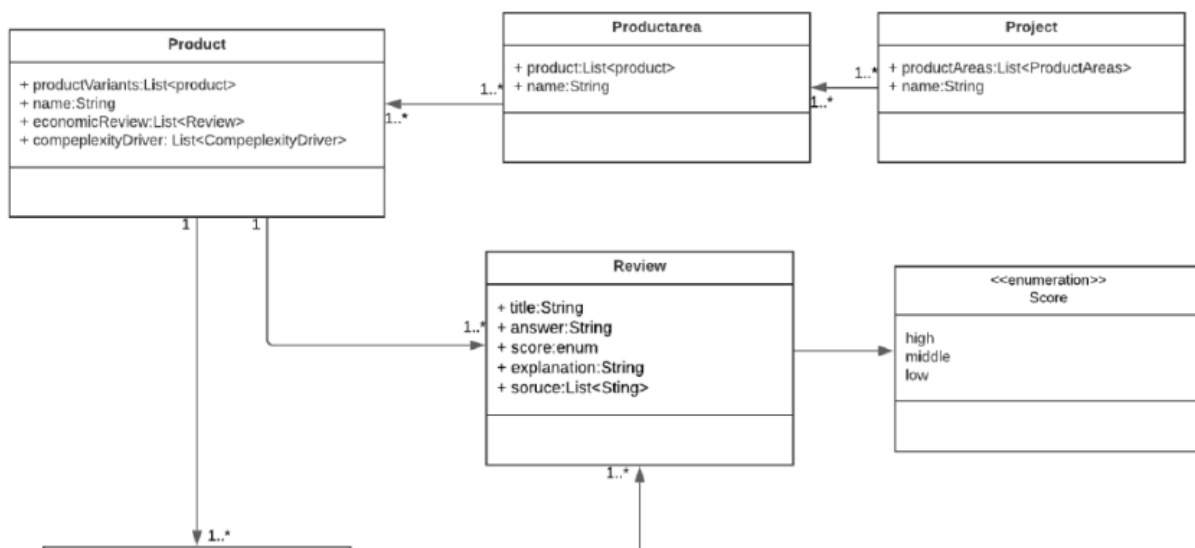 Product
+ productVariants:List<product>
+ name:String
+ economicReview:List<Review>
+ compeplexityDriver: List<CompeplexityDriver>
1..*
1..*
Productarea
+ product:List<product>
+ name:String
1..*
1..*
Project
+ productAreas:List<ProductAreas>
+ name:String
1
1
1..*
Review
+ title:String
+ answer:String
+ score:enum
+ explanation:String
+ soruce:List<Sting>
<<enumeration>>
Score
high
middle
low
1..*
1..*